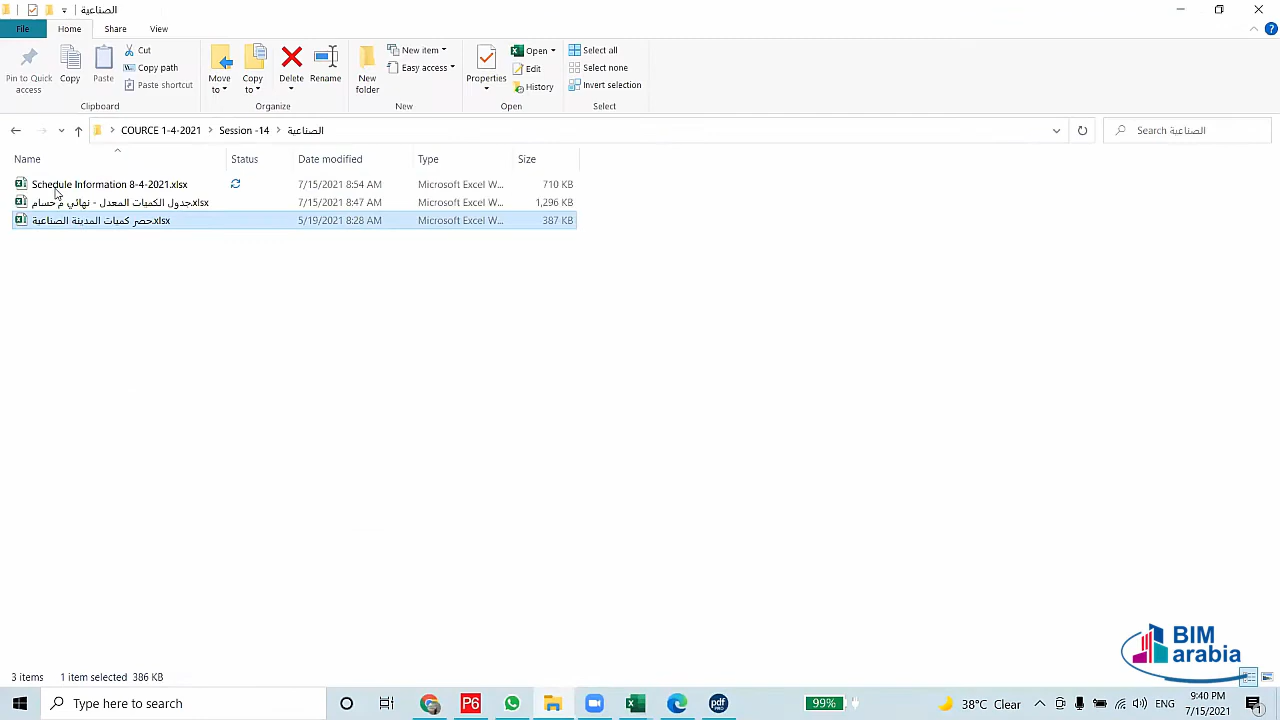 الصناعية
File
Home
Share
View
Pin to Quick access
Copy
Paste
Cut
Copy path
Paste shortcut
Clipboard
Move to
Copy to
Delete
Rename
Organize
New folder
New item
Easy access
New
Properties
Open
Edit
History
Open
Select all
Select none
Invert selection
Select
COURCE 1-4-2021
Session -14
الصناعية
Search الصناعية
Name
Status
Date modified
Type
Size
Schedule Information 8-4-2021.xlsx 7/15/2021 8:54 AM Microsoft Excel W... 710 KB
جدول الكميات المعدل - نهائي م حسام.xlsx 7/15/2021 8:47 AM Microsoft Excel W... 1,296 KB
حصر كميات المدينة الصناعية.xlsx 5/19/2021 8:28 AM Microsoft Excel W... 387 KB
BIM
arabia
3 items
1 item selected 386 KB
Type here to search
P6
pdf
PRO
99%
38°C Clear
ENG
9:40 PM
7/15/2021
1